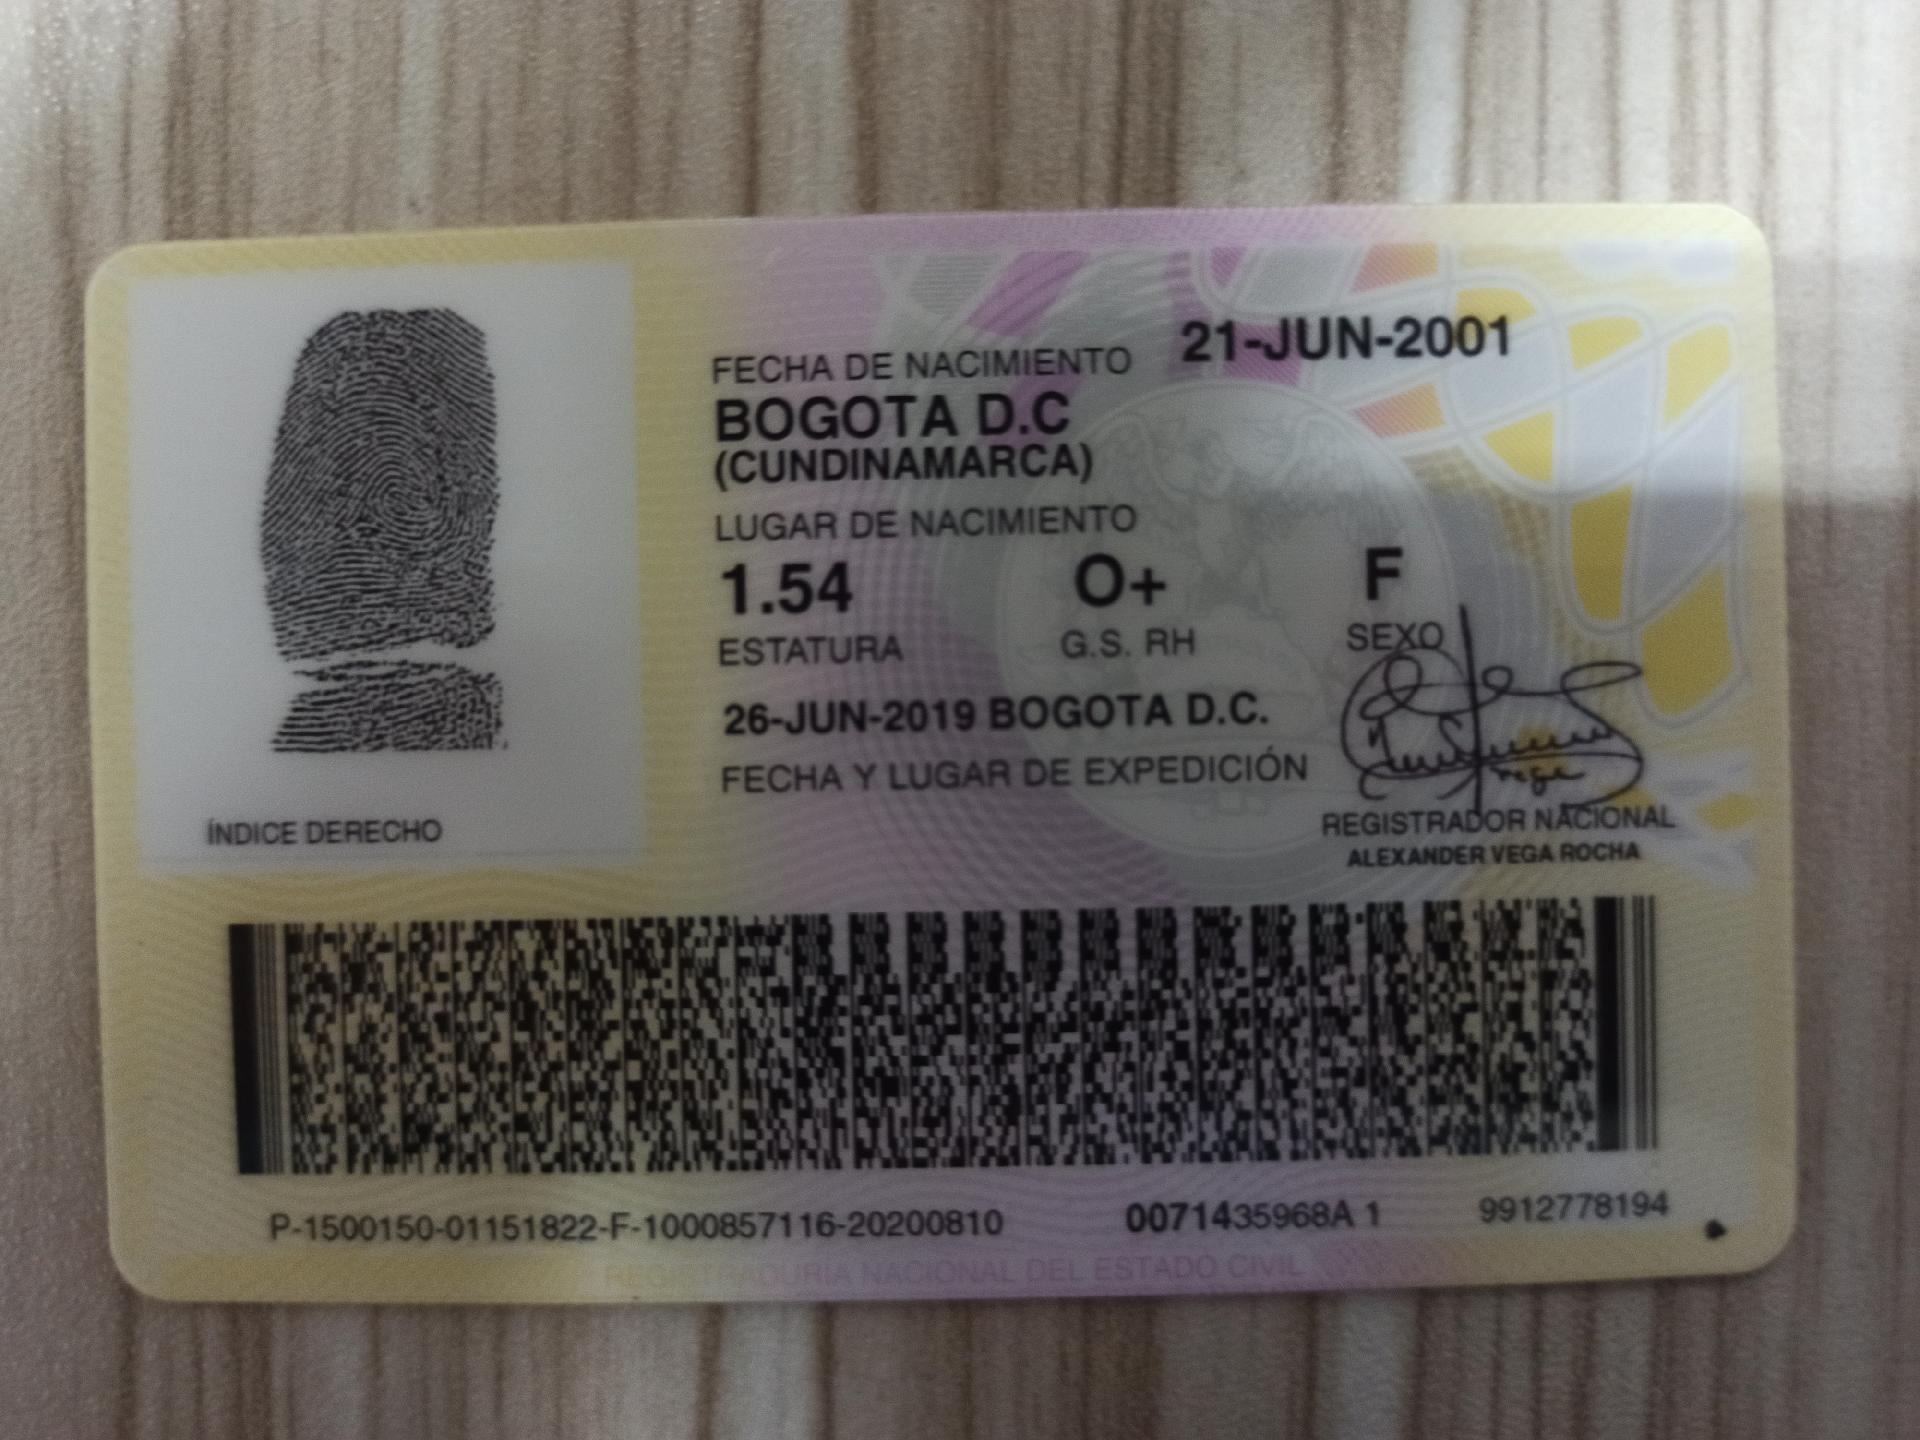 FECHA DE NACIMIENTO 21-JUN-2001
BOGOTA D.C
(CUNDINAMARCA)
LUGAR DE NACIMIENTO
1.54 O+ F
ESTATURA G.S. RH SEXO
26-JUN-2019 BOGOTA D.C.
FECHA Y LUGAR DE EXPEDICIÓN
REGISTRADOR NACIONAL
ALEXANDER VEGA ROCHA
ÍNDICE DERECHO
P-1500150-01151822-F-1000857116-20200810 0071435968A 1 9912778194
REGISTRADURIA NACIONAL DEL ESTADO CIVIL